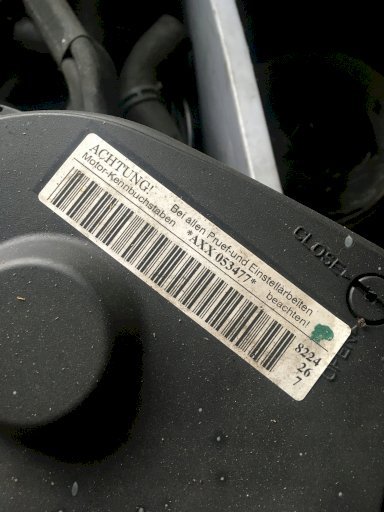 ACHTUNG! Bei allen Pruef-und Einstellarbeiten
Motor-Kennbuchstaben *AXX 053477* beachten!
8224
26
7
CLOSE